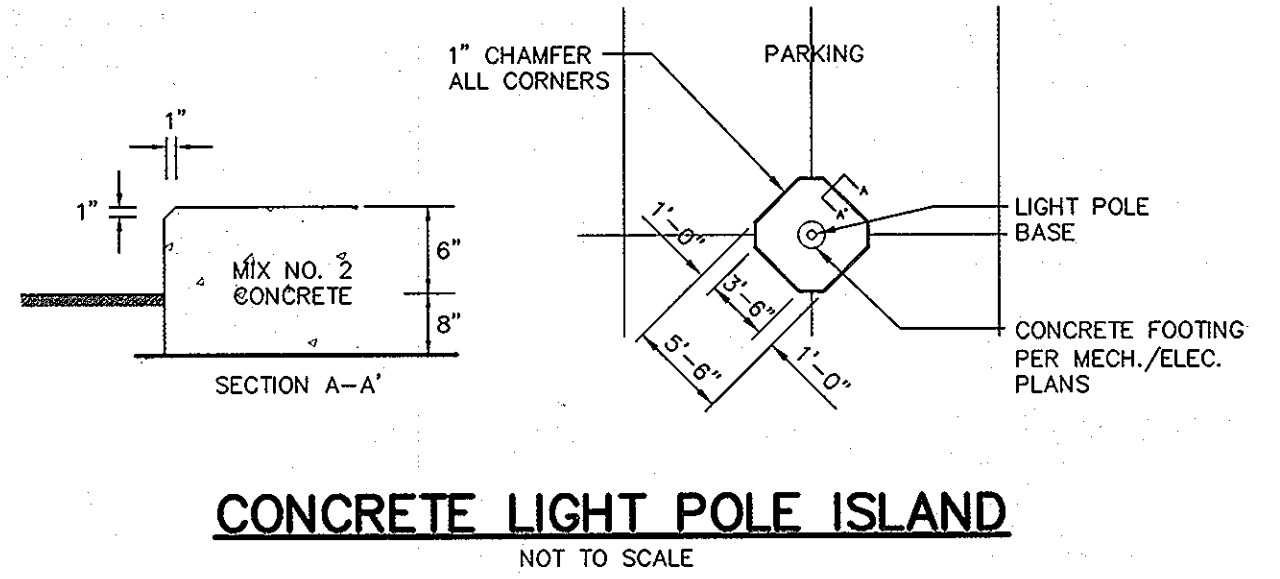 1" CHAMFER
ALL CORNERS
PARKING
1"
1"
6"
8"
MIX NO. 2
CONCRETE
SECTION A-A'
A
A'
LIGHT POLE
BASE
1'-0"
3'-6"
5'-6"
1'-0"
CONCRETE FOOTING
PER MECH./ELEC.
PLANS
CONCRETE LIGHT POLE ISLAND
NOT TO SCALE